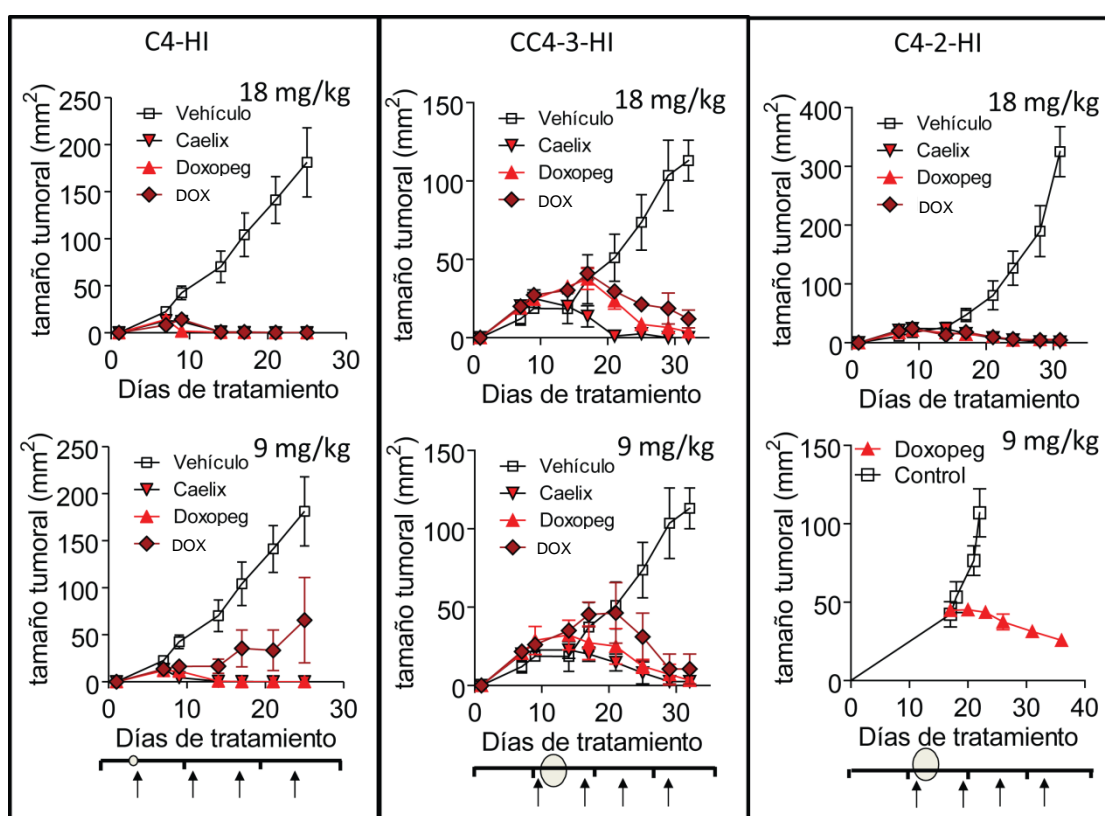 C4-HI
18 mg/kg
tamaño tumoral (mm²)
250
200
150
100
50
0
Vehículo
Caelix
Doxopeg
DOX
0 10 20 30
Días de tratamiento
9 mg/kg
tamaño tumoral (mm²)
250
200
150
100
50
0
Vehículo
Caelix
Doxopeg
DOX
0 10 20 30
Días de tratamiento
CC4-3-HI
18 mg/kg
tamaño tumoral (mm²)
150
100
50
0
Vehículo
Caelix
Doxopeg
DOX
0 10 20 30
Días de tratamiento
9 mg/kg
tamaño tumoral (mm²)
150
100
50
0
Vehículo
Caelix
Doxopeg
DOX
0 10 20 30
Días de tratamiento
C4-2-HI
18 mg/kg
tamaño tumoral (mm²)
400
300
200
100
0
Vehículo
Caelix
Doxopeg
DOX
0 10 20 30
Días de tratamiento
9 mg/kg
tamaño tumoral (mm²)
150
100
50
0
Doxopeg
Control
0 10 20 30 40
Días de tratamiento